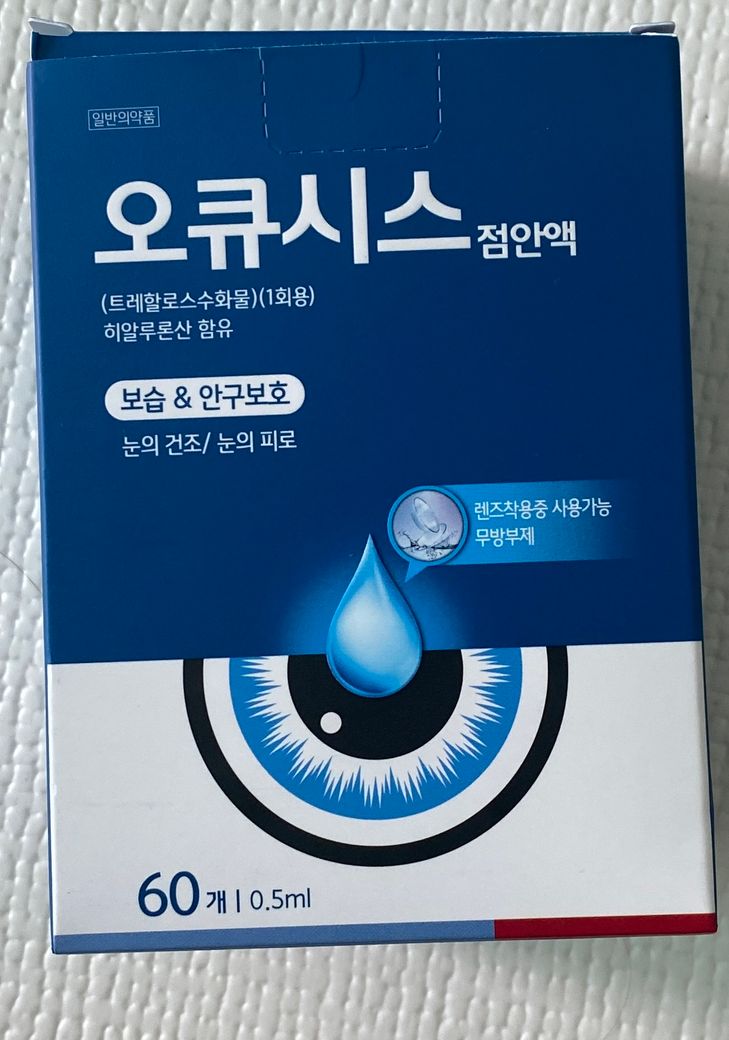 일반의약품
오큐시스 점안액
(트레할로스수화물)(1회용)
히알루론산 함유
보습 & 안구보호
눈의 건조/ 눈의 피로
렌즈착용중 사용가능
무방부제
60개 | 0.5ml